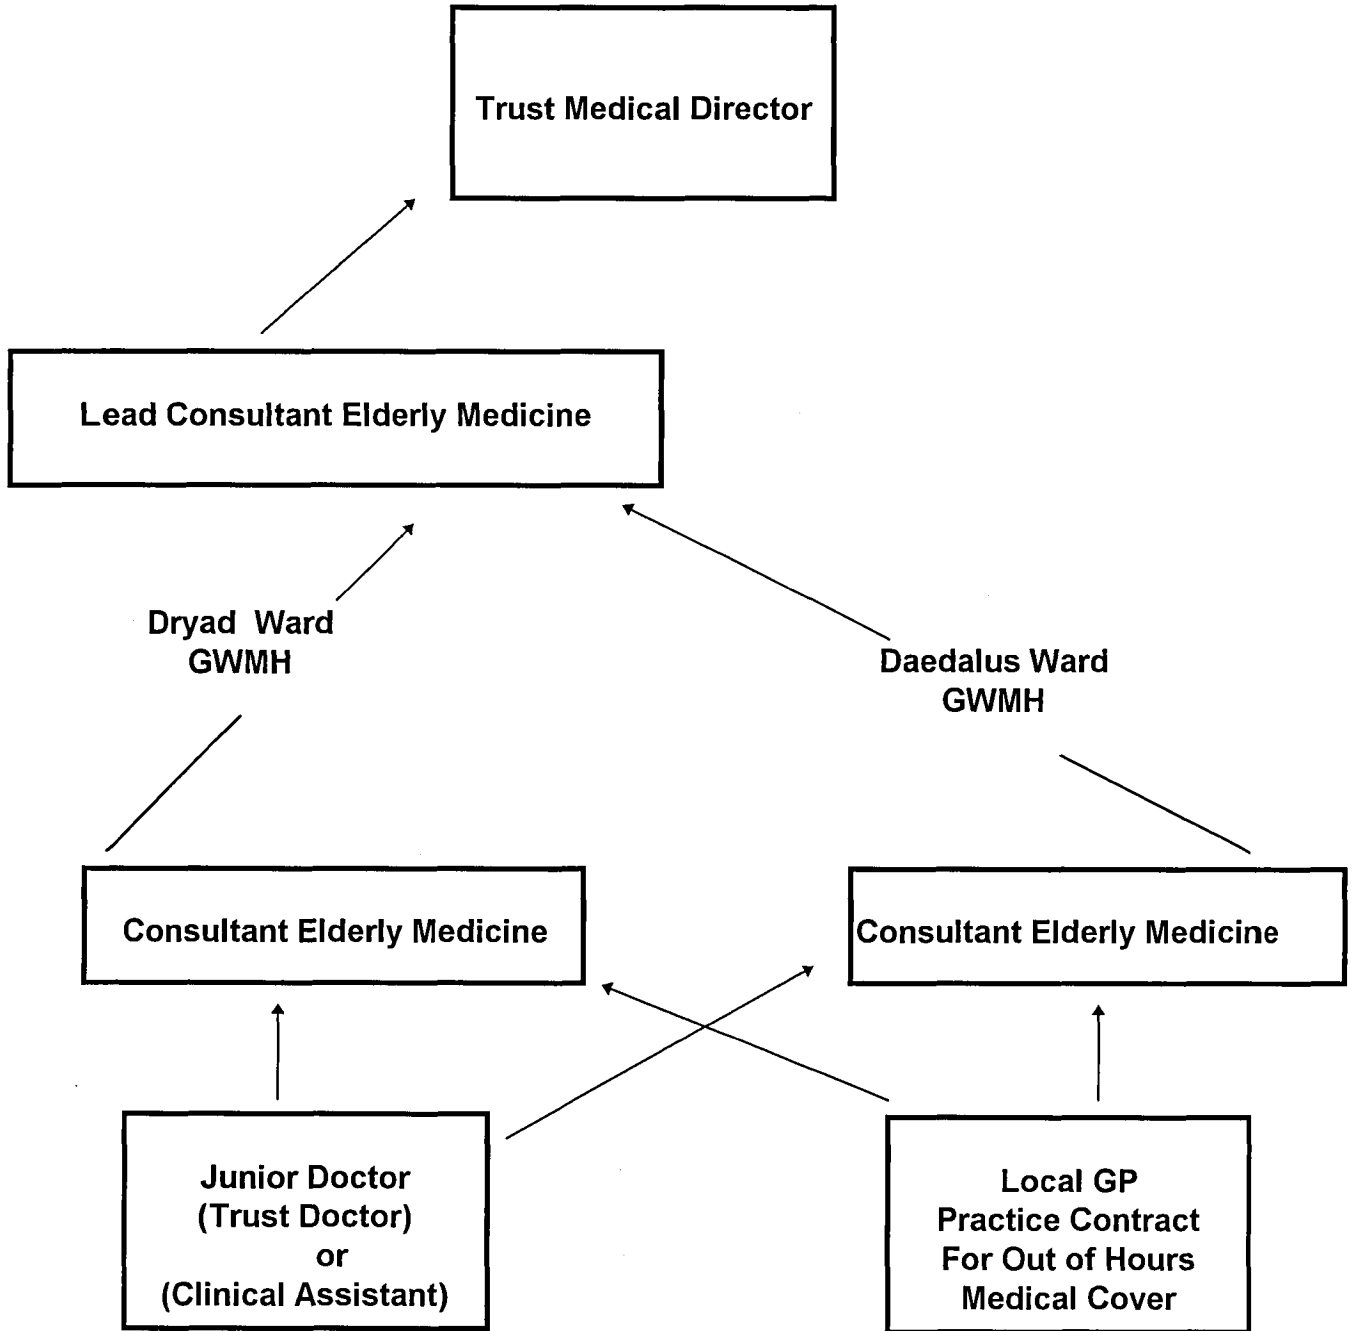 Trust Medical Director
Lead Consultant Elderly Medicine
Dryad Ward
GWMH
Daedalus Ward
GWMH
Consultant Elderly Medicine
Consultant Elderly Medicine
Junior Doctor
(Trust Doctor)
or
(Clinical Assistant)
Local GP
Practice Contract
For Out of Hours
Medical Cover